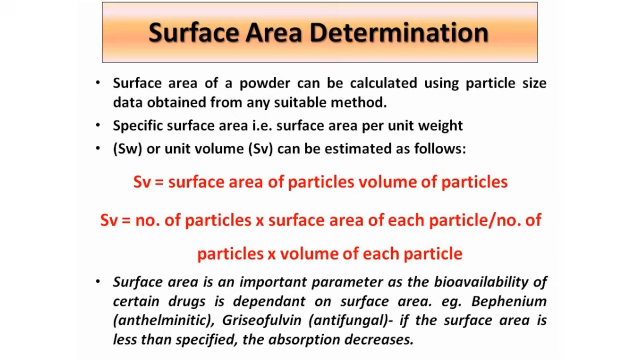 Surface Area Determination
• Surface area of a powder can be calculated using particle size
data obtained from any suitable method.
• Specific surface area i.e. surface area per unit weight
• (Sw) or unit volume (Sv) can be estimated as follows:
Sv = surface area of particles volume of particles
Sv = no. of particles x surface area of each particle/no. of
particles x volume of each particle
• Surface area is an important parameter as the bioavailability of
certain drugs is dependant on surface area. eg. Bephenium
(anthelminitic), Griseofulvin (antifungal)- if the surface area is
less than specified, the absorption decreases.